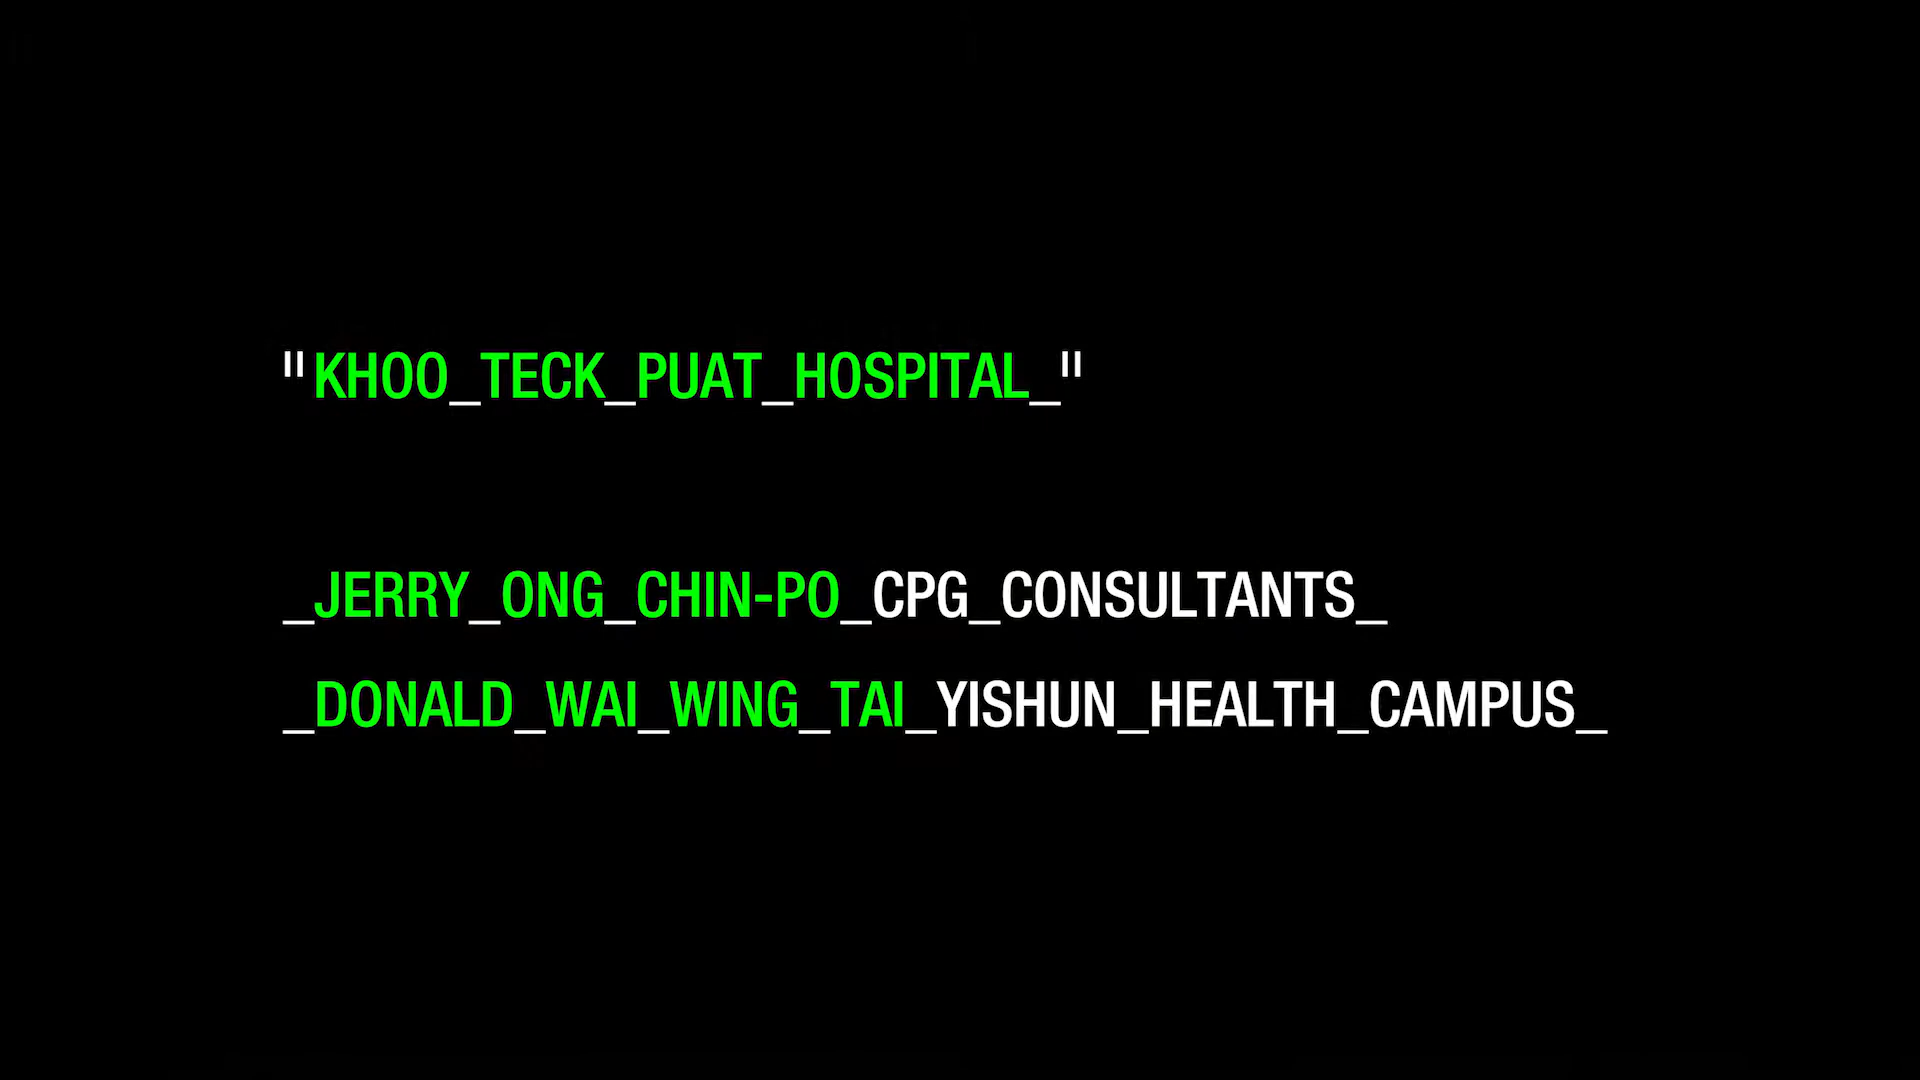 "KHOO_TECK_PUAT_HOSPITAL_"
_JERRY_ONG_CHIN-PO_CPG_CONSULTANTS_
_DONALD_WAI_WING_TAI_YISHUN_HEALTH_CAMPUS_